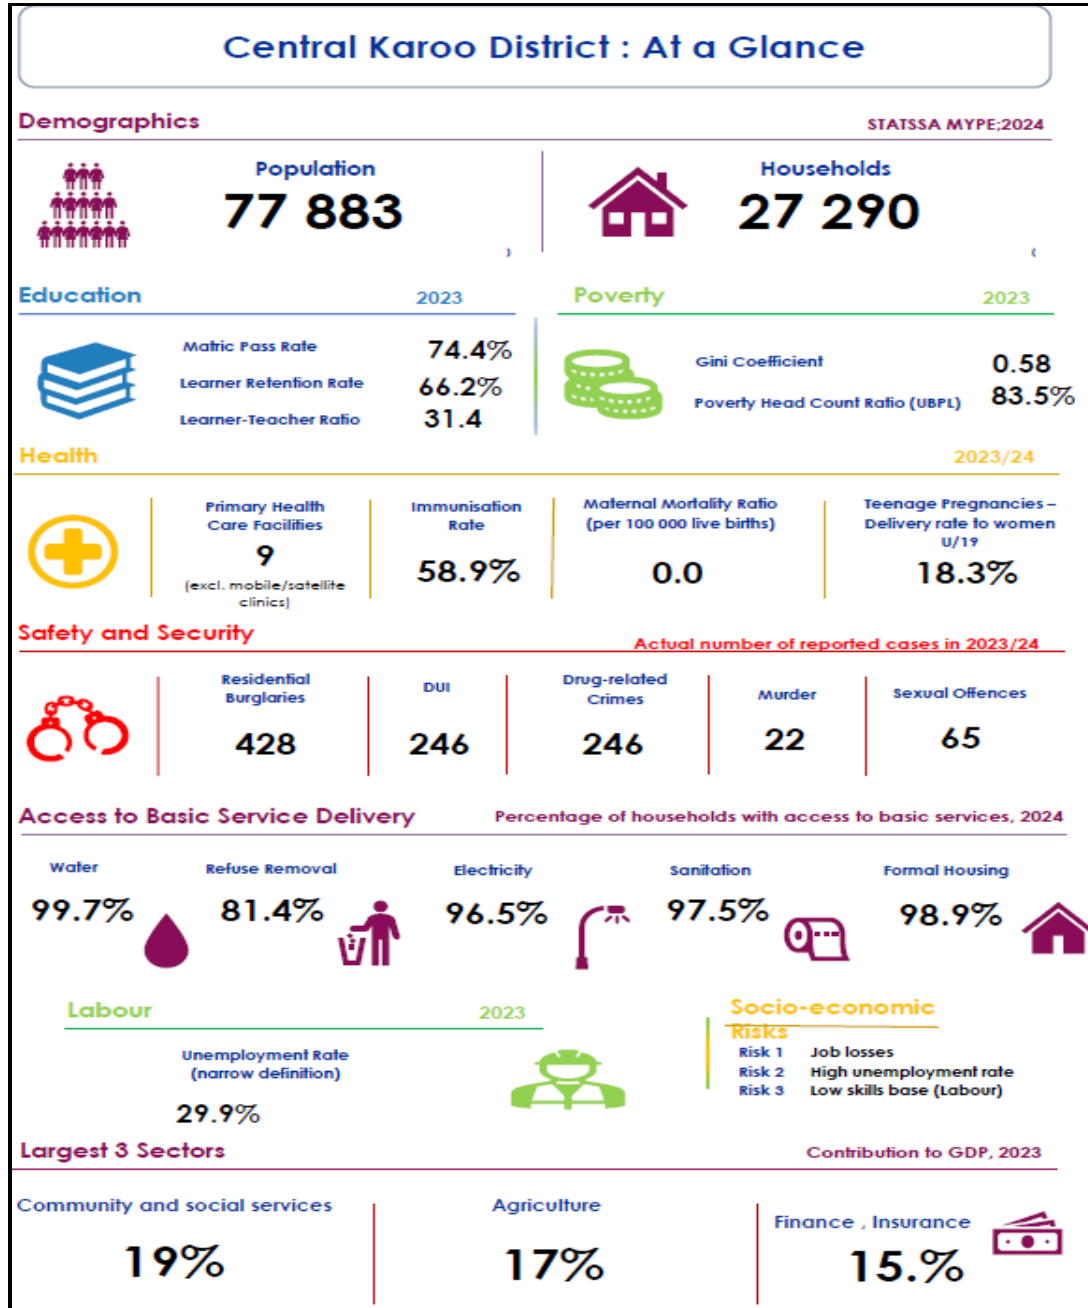 Central Karoo District : At a Glance
Demographics
STATSSA MYPE;2024
Population
77 883
Households
27 290
Education
2023
Matric Pass Rate
74.4%
Learner Retention Rate
66.2%
Learner-Teacher Ratio
31.4
Poverty
2023
Gini Coefficient
0.58
Poverty Head Count Ratio (UBPL)
83.5%
Health
2023/24
Primary Health
Care Facilities
9
(excl. mobile/satellite
clinics)
Immunisation
Rate
58.9%
Maternal Mortality Ratio
(per 100 000 live births)
0.0
Teenage Pregnancies –
Delivery rate to women
U/19
18.3%
Safety and Security
Actual number of reported cases in 2023/24
Residential
Burglaries
428
DUI
246
Drug-related
Crimes
246
Murder
22
Sexual Offences
65
Access to Basic Service Delivery
Percentage of households with access to basic services, 2024
Water
99.7%
Refuse Removal
81.4%
Electricity
96.5%
Sanitation
97.5%
Formal Housing
98.9%
Labour
2023
Unemployment Rate
(narrow definition)
29.9%
Socio-economic
Risks
Risk 1 Job losses
Risk 2 High unemployment rate
Risk 3 Low skills base (Labour)
Largest 3 Sectors
Contribution to GDP, 2023
Community and social services
19%
Agriculture
17%
Finance , Insurance
15.%